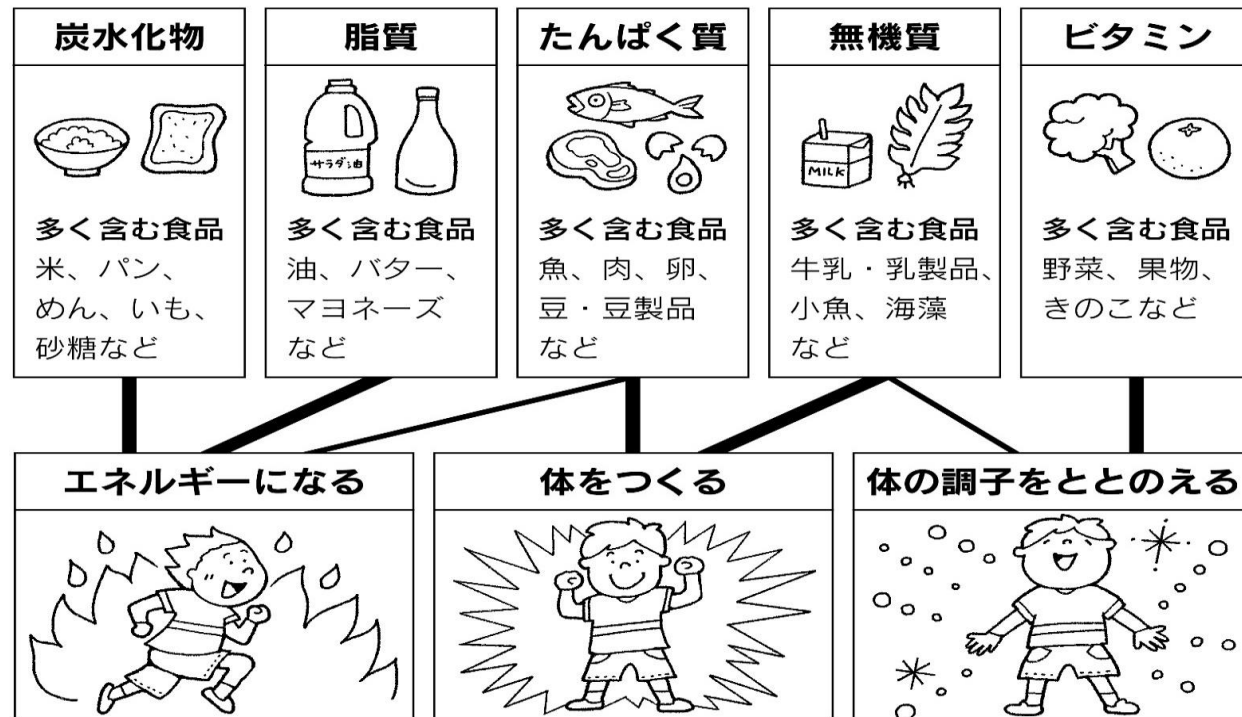 炭水化物
脂質
たんぱく質
無機質
ビタミン
サラダ油
MILK
多く含む食品
米、パン、
めん、いも、
砂糖など
多く含む食品
油、バター、
マヨネーズ
など
多く含む食品
魚、肉、卵、
豆・豆製品
など
多く含む食品
牛乳・乳製品、
小魚、海藻
など
多く含む食品
野菜、果物、
きのこなど
エネルギーになる
体をつくる
体の調子をととのえる